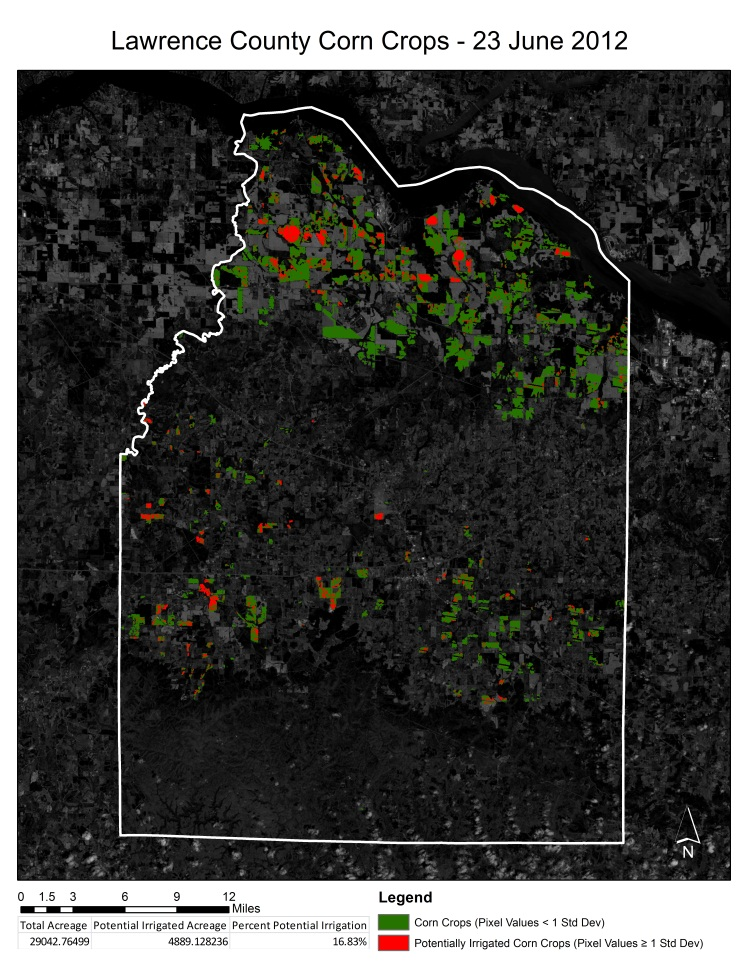 Lawrence County Corn Crops - 23 June 2012
N
0 1.5 3 6 9 12
Miles
Total Acreage Potential Irrigated Acreage Percent Potential Irrigation
29042.76499 4889.128236 16.83%
Legend
Corn Crops (Pixel Values < 1 Std Dev)
Potentially Irrigated Corn Crops (Pixel Values ≥ 1 Std Dev)